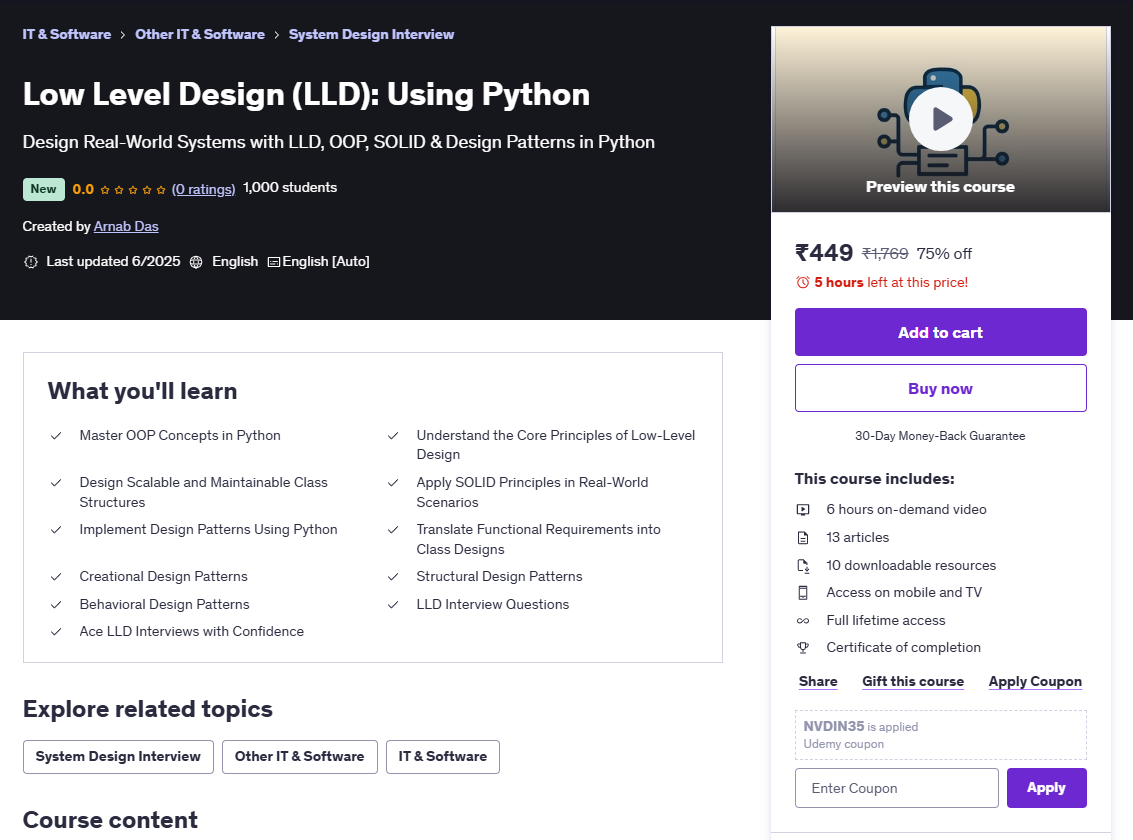 IT & Software > Other IT & Software > System Design Interview
Low Level Design (LLD): Using Python
Design Real-World Systems with LLD, OOP, SOLID & Design Patterns in Python
New 0.0 (0 ratings) 1,000 students
Created by Arnab Das
Last updated 6/2025 English English [Auto]
Preview this course
₹449 ₹1,769 75% off
5 hours left at this price!
Add to cart
Buy now
30-Day Money-Back Guarantee
This course includes:
6 hours on-demand video
13 articles
10 downloadable resources
Access on mobile and TV
Full lifetime access
Certificate of completion
Share Gift this course Apply Coupon
NVDIN35 is applied
Udemy coupon
Enter Coupon Apply
What you'll learn
Master OOP Concepts in Python
Understand the Core Principles of Low-Level
Design
Design Scalable and Maintainable Class
Structures
Apply SOLID Principles in Real-World
Scenarios
Implement Design Patterns Using Python
Translate Functional Requirements into
Class Designs
Creational Design Patterns
Structural Design Patterns
Behavioral Design Patterns
LLD Interview Questions
Ace LLD Interviews with Confidence
Explore related topics
System Design Interview Other IT & Software IT & Software
Course content